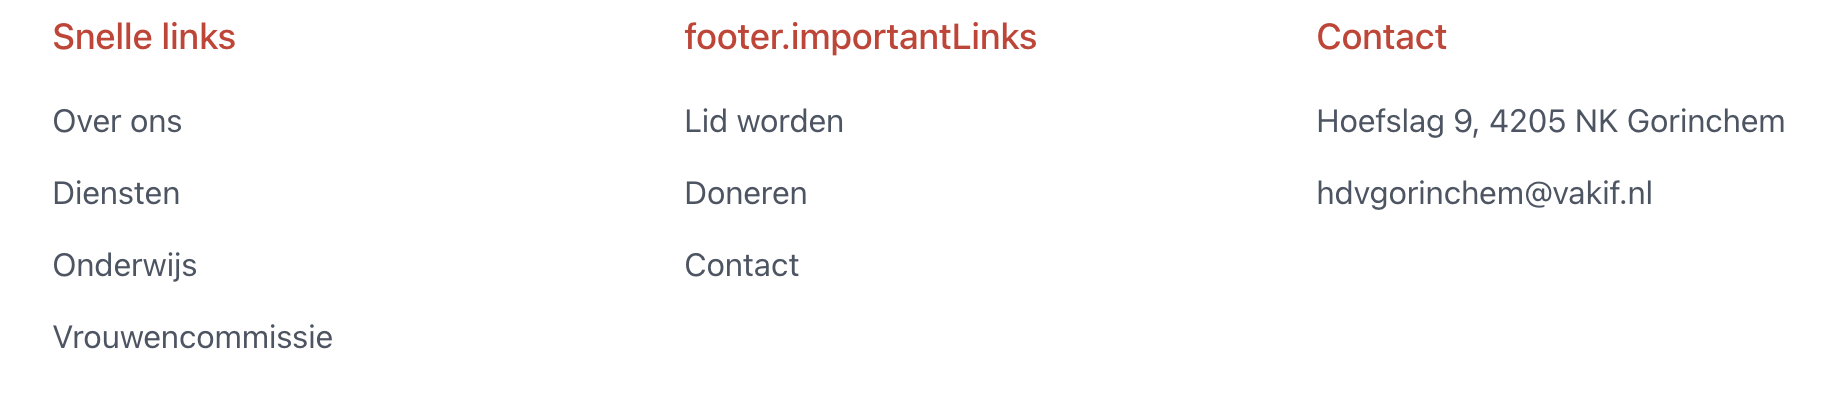 Snelle links
Over ons
Diensten
Onderwijs
Vrouwencommissie
footer.importantLinks
Lid worden
Doneren
Contact
Contact
Hoefslag 9, 4205 NK Gorinchem
hdvgorinchem@vakif.nl